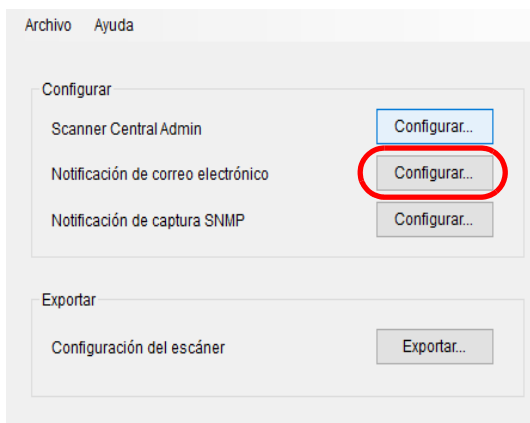 Archivo Ayuda
Configurar
Scanner Central Admin Configurar...
Notificación de correo electrónico Configurar...
Notificación de captura SNMP Configurar...
Exportar
Configuración del escáner Exportar...